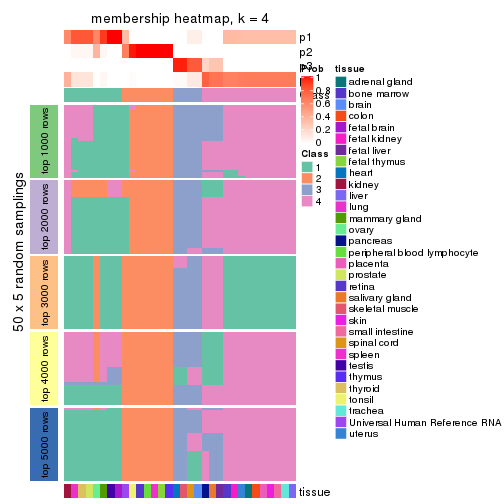 membership heatmap, k = 4
p1
p2
p3
Class
Prob
1
0.8
0.6
0.4
0.2
0
Class
1
2
3
4
50 x 5 random samplings
top 1000 rows
top 2000 rows
top 3000 rows
top 4000 rows
top 5000 rows
tissue
tissue
adrenal gland
bone marrow
brain
colon
fetal brain
fetal kidney
fetal liver
fetal thymus
heart
kidney
liver
lung
mammary gland
ovary
pancreas
peripheral blood lymphocyte
placenta
prostate
retina
salivary gland
skeletal muscle
skin
small intestine
spinal cord
spleen
testis
thymus
thyroid
tonsil
trachea
Universal Human Reference RNA
uterus